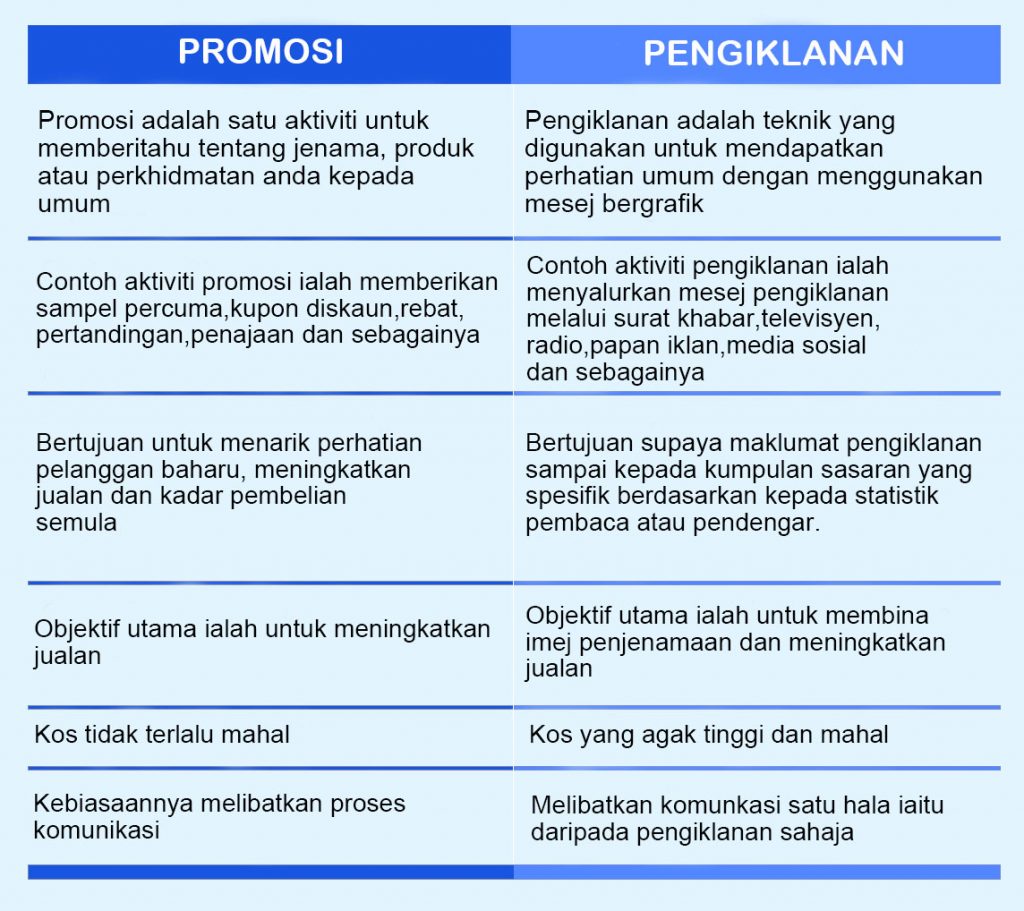 PROMOSI
PENGIKLANAN
Promosi adalah satu aktiviti untuk
memberitahu tentang jenama, produk
atau perkhidmatan anda kepada
umum
Pengiklanan adalah teknik yang
digunakan untuk mendapatkan
perhatian umum dengan menggunakan
mesej bergrafik
Contoh aktiviti promosi ialah memberikan
sampel percuma,kupon diskaun,rebat,
pertandingan,penajaan dan sebagainya
Contoh aktiviti pengiklanan ialah
menyalurkan mesej pengiklanan
melalui surat khabar,televisyen,
radio,papan iklan,media sosial
dan sebagainya
Bertujuan untuk menarik perhatian
pelanggan baharu, meningkatkan
jualan dan kadar pembelian
semula
Bertujuan supaya maklumat pengiklanan
sampai kepada kumpulan sasaran yang
spesifik berdasarkan kepada statistik
pembaca atau pendengar.
Objektif utama ialah untuk meningkatkan
jualan
Objektif utama ialah untuk membina
imej penjenamaan dan meningkatkan
jualan
Kos tidak terlalu mahal
Kos yang agak tinggi dan mahal
Kebiasaannya melibatkan proses
komunikasi
Melibatkan komunkasi satu hala iaitu
daripada pengiklanan sahaja